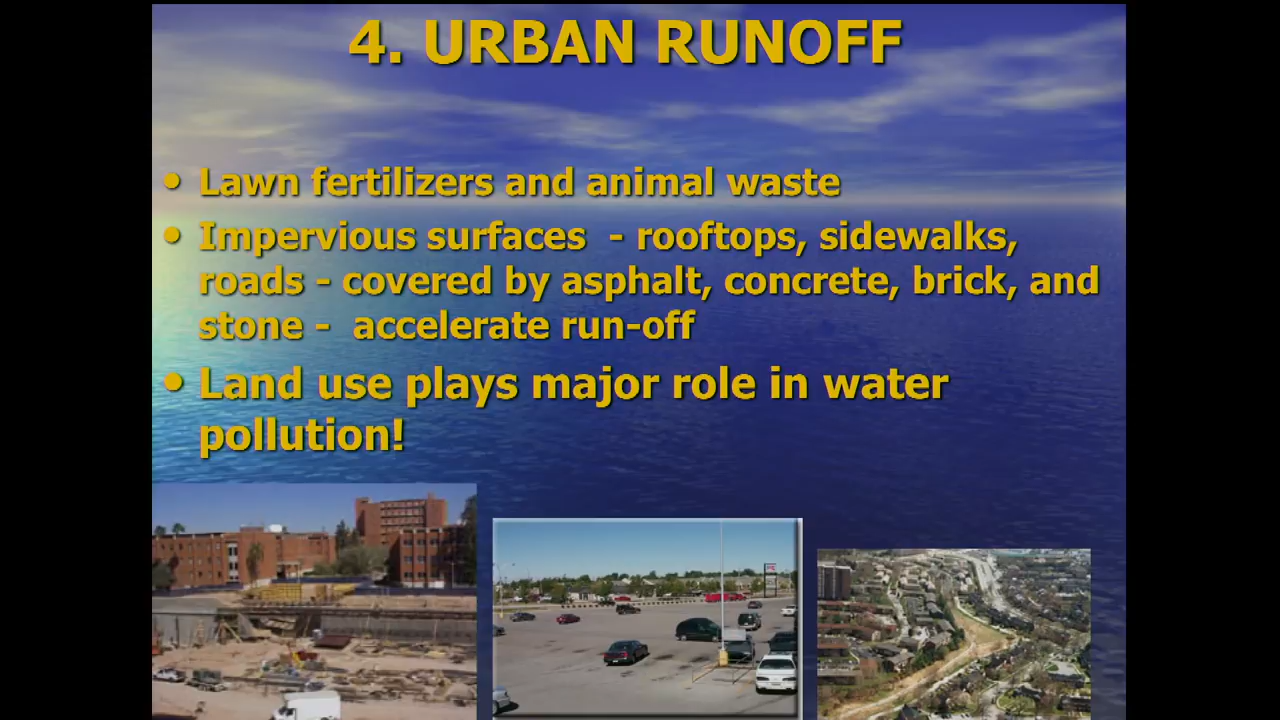 4. URBAN RUNOFF
• Lawn fertilizers and animal waste
• Impervious surfaces - rooftops, sidewalks,
roads - covered by asphalt, concrete, brick, and
stone - accelerate run-off
• Land use plays major role in water
pollution!